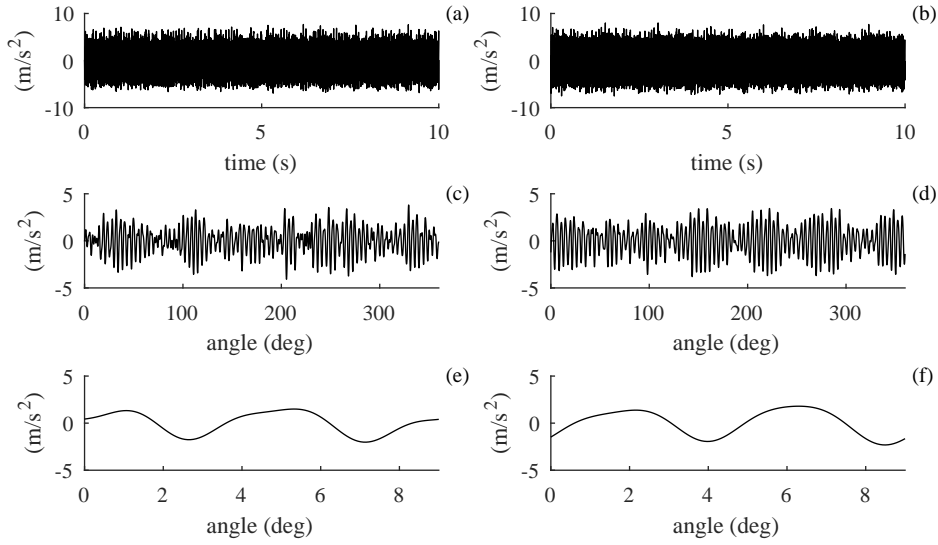 (a)
10
0
-10
(m/s²)
0 5 10
time (s)
(b)
10
0
-10
(m/s²)
0 5 10
time (s)
(c)
5
0
-5
(m/s²)
0 100 200 300
angle (deg)
(d)
5
0
-5
(m/s²)
0 100 200 300
angle (deg)
(e)
5
0
-5
(m/s²)
0 2 4 6 8
angle (deg)
(f)
5
0
-5
(m/s²)
0 2 4 6 8
angle (deg)